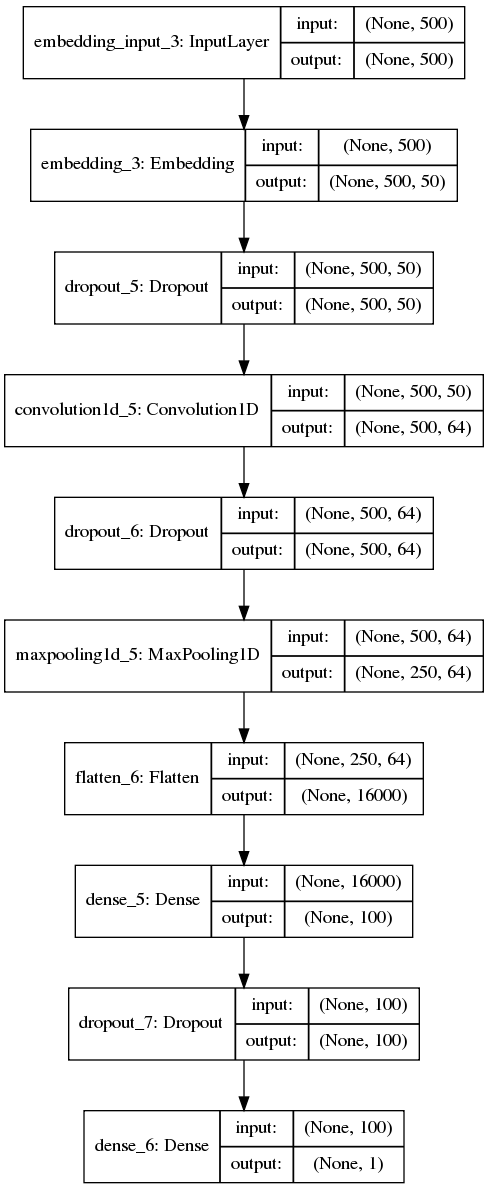 embedding_input_3: InputLayer
input: (None, 500)
output: (None, 500)
embedding_3: Embedding
input: (None, 500)
output: (None, 500, 50)
dropout_5: Dropout
input: (None, 500, 50)
output: (None, 500, 50)
convolution1d_5: Convolution1D
input: (None, 500, 50)
output: (None, 500, 64)
dropout_6: Dropout
input: (None, 500, 64)
output: (None, 500, 64)
maxpooling1d_5: MaxPooling1D
input: (None, 500, 64)
output: (None, 250, 64)
flatten_6: Flatten
input: (None, 250, 64)
output: (None, 16000)
dense_5: Dense
input: (None, 16000)
output: (None, 100)
dropout_7: Dropout
input: (None, 100)
output: (None, 100)
dense_6: Dense
input: (None, 100)
output: (None, 1)